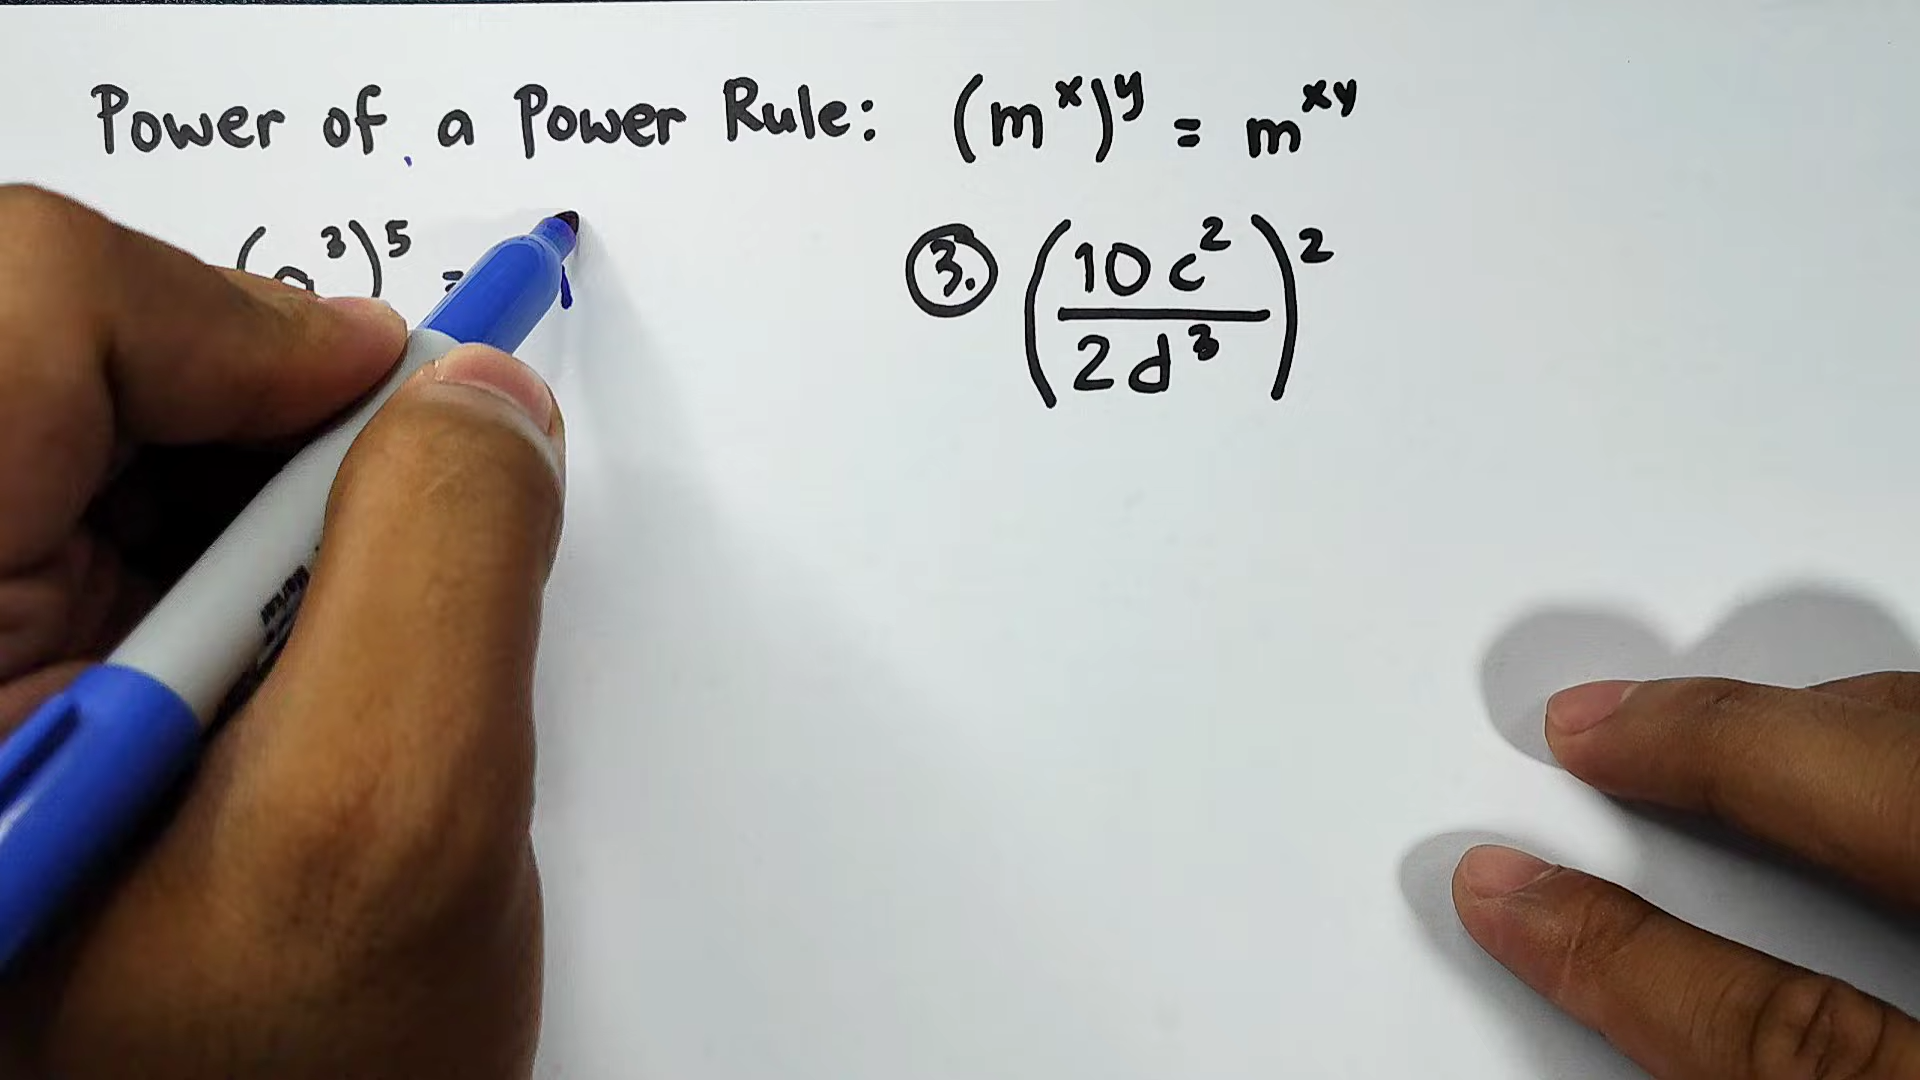 Power of a Power Rule: (m^x)^y = m^xy
(a^3)^5 =
3. (10c^2 / 2d^3)^2